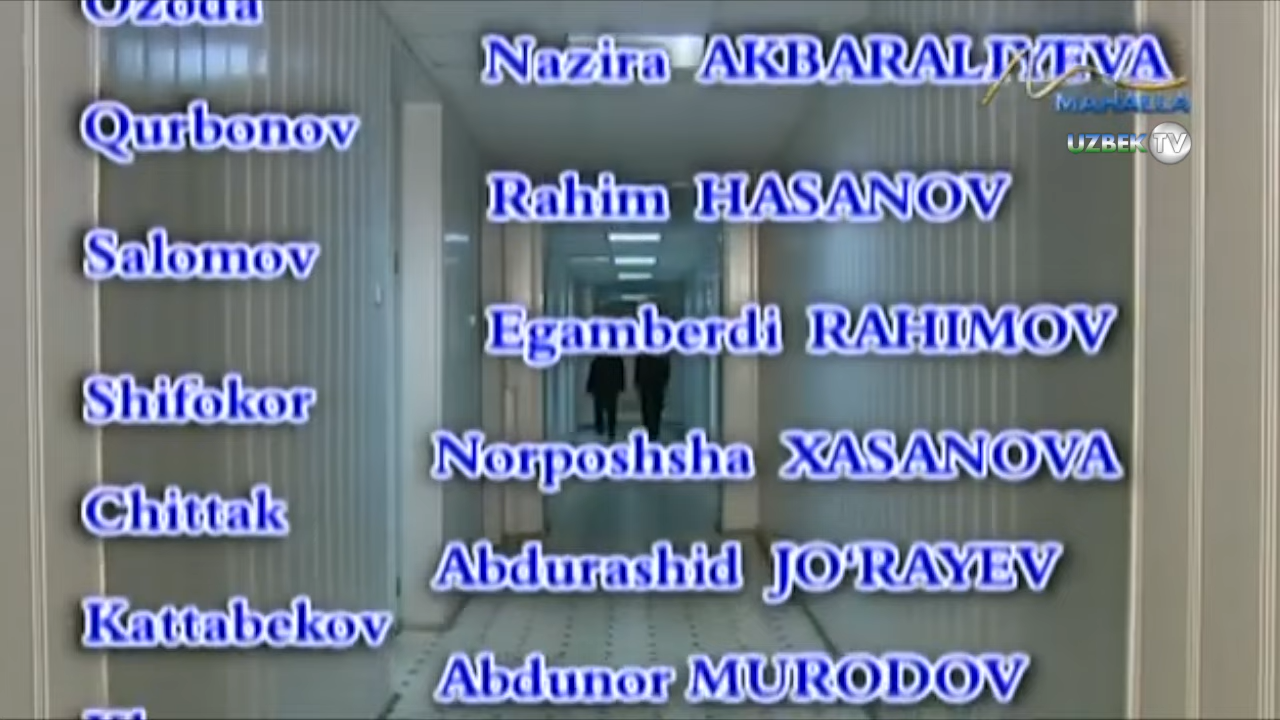 Ozoda
Nazira AKBARALIYEVA
MAHALLA
UZBEK TV
Qurbonov
Rahim HASANOV
Salomov
Egamberdi RAHIMOV
Shifokor
Norposhsha XASANOVA
Chittak
Abdurashid JO‘RAYEV
Kattabekov
Abdunor MURODOV